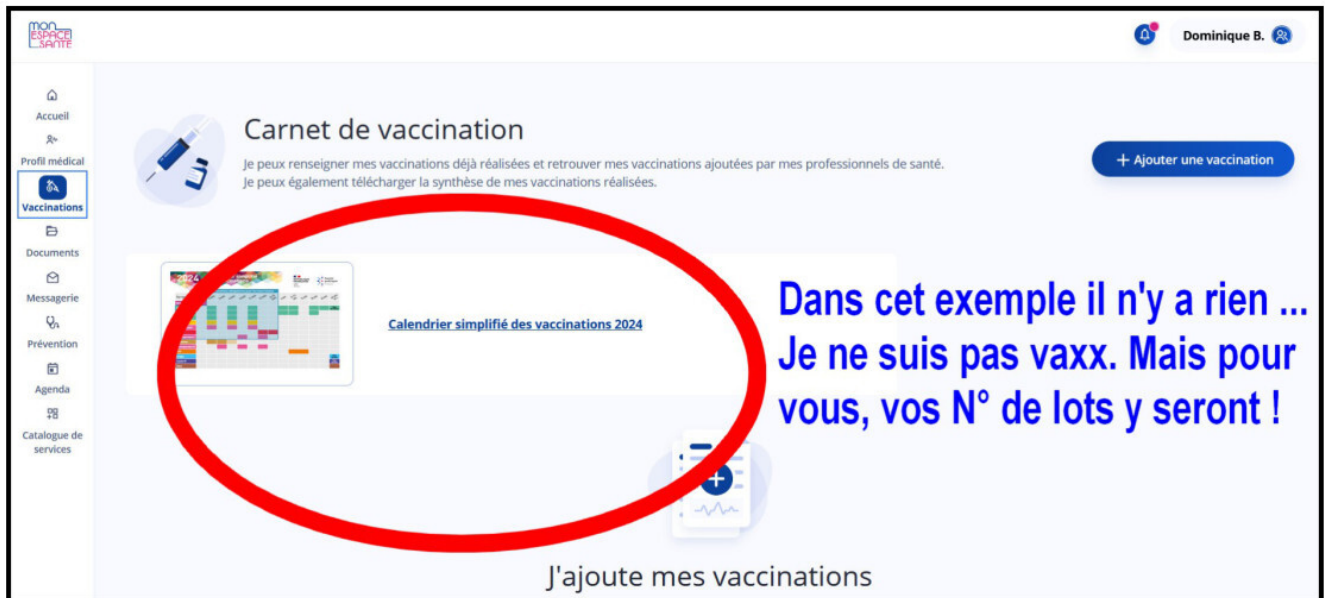 mon
ESPACE
SANTÉ
Dominique B.
Accueil
Profil médical
Vaccinations
Documents
Messagerie
Prévention
Agenda
Catalogue de
services
Carnet de vaccination
Je peux renseigner mes vaccinations déjà réalisées et retrouver mes vaccinations ajoutées par mes professionnels de santé.
Je peux également télécharger la synthèse de mes vaccinations réalisées.
+ Ajouter une vaccination
2024
Calendrier simplifié des vaccinations 2024
Dans cet exemple il n'y a rien ...
Je ne suis pas vaxx. Mais pour
vous, vos N° de lots y seront !
J'ajoute mes vaccinations